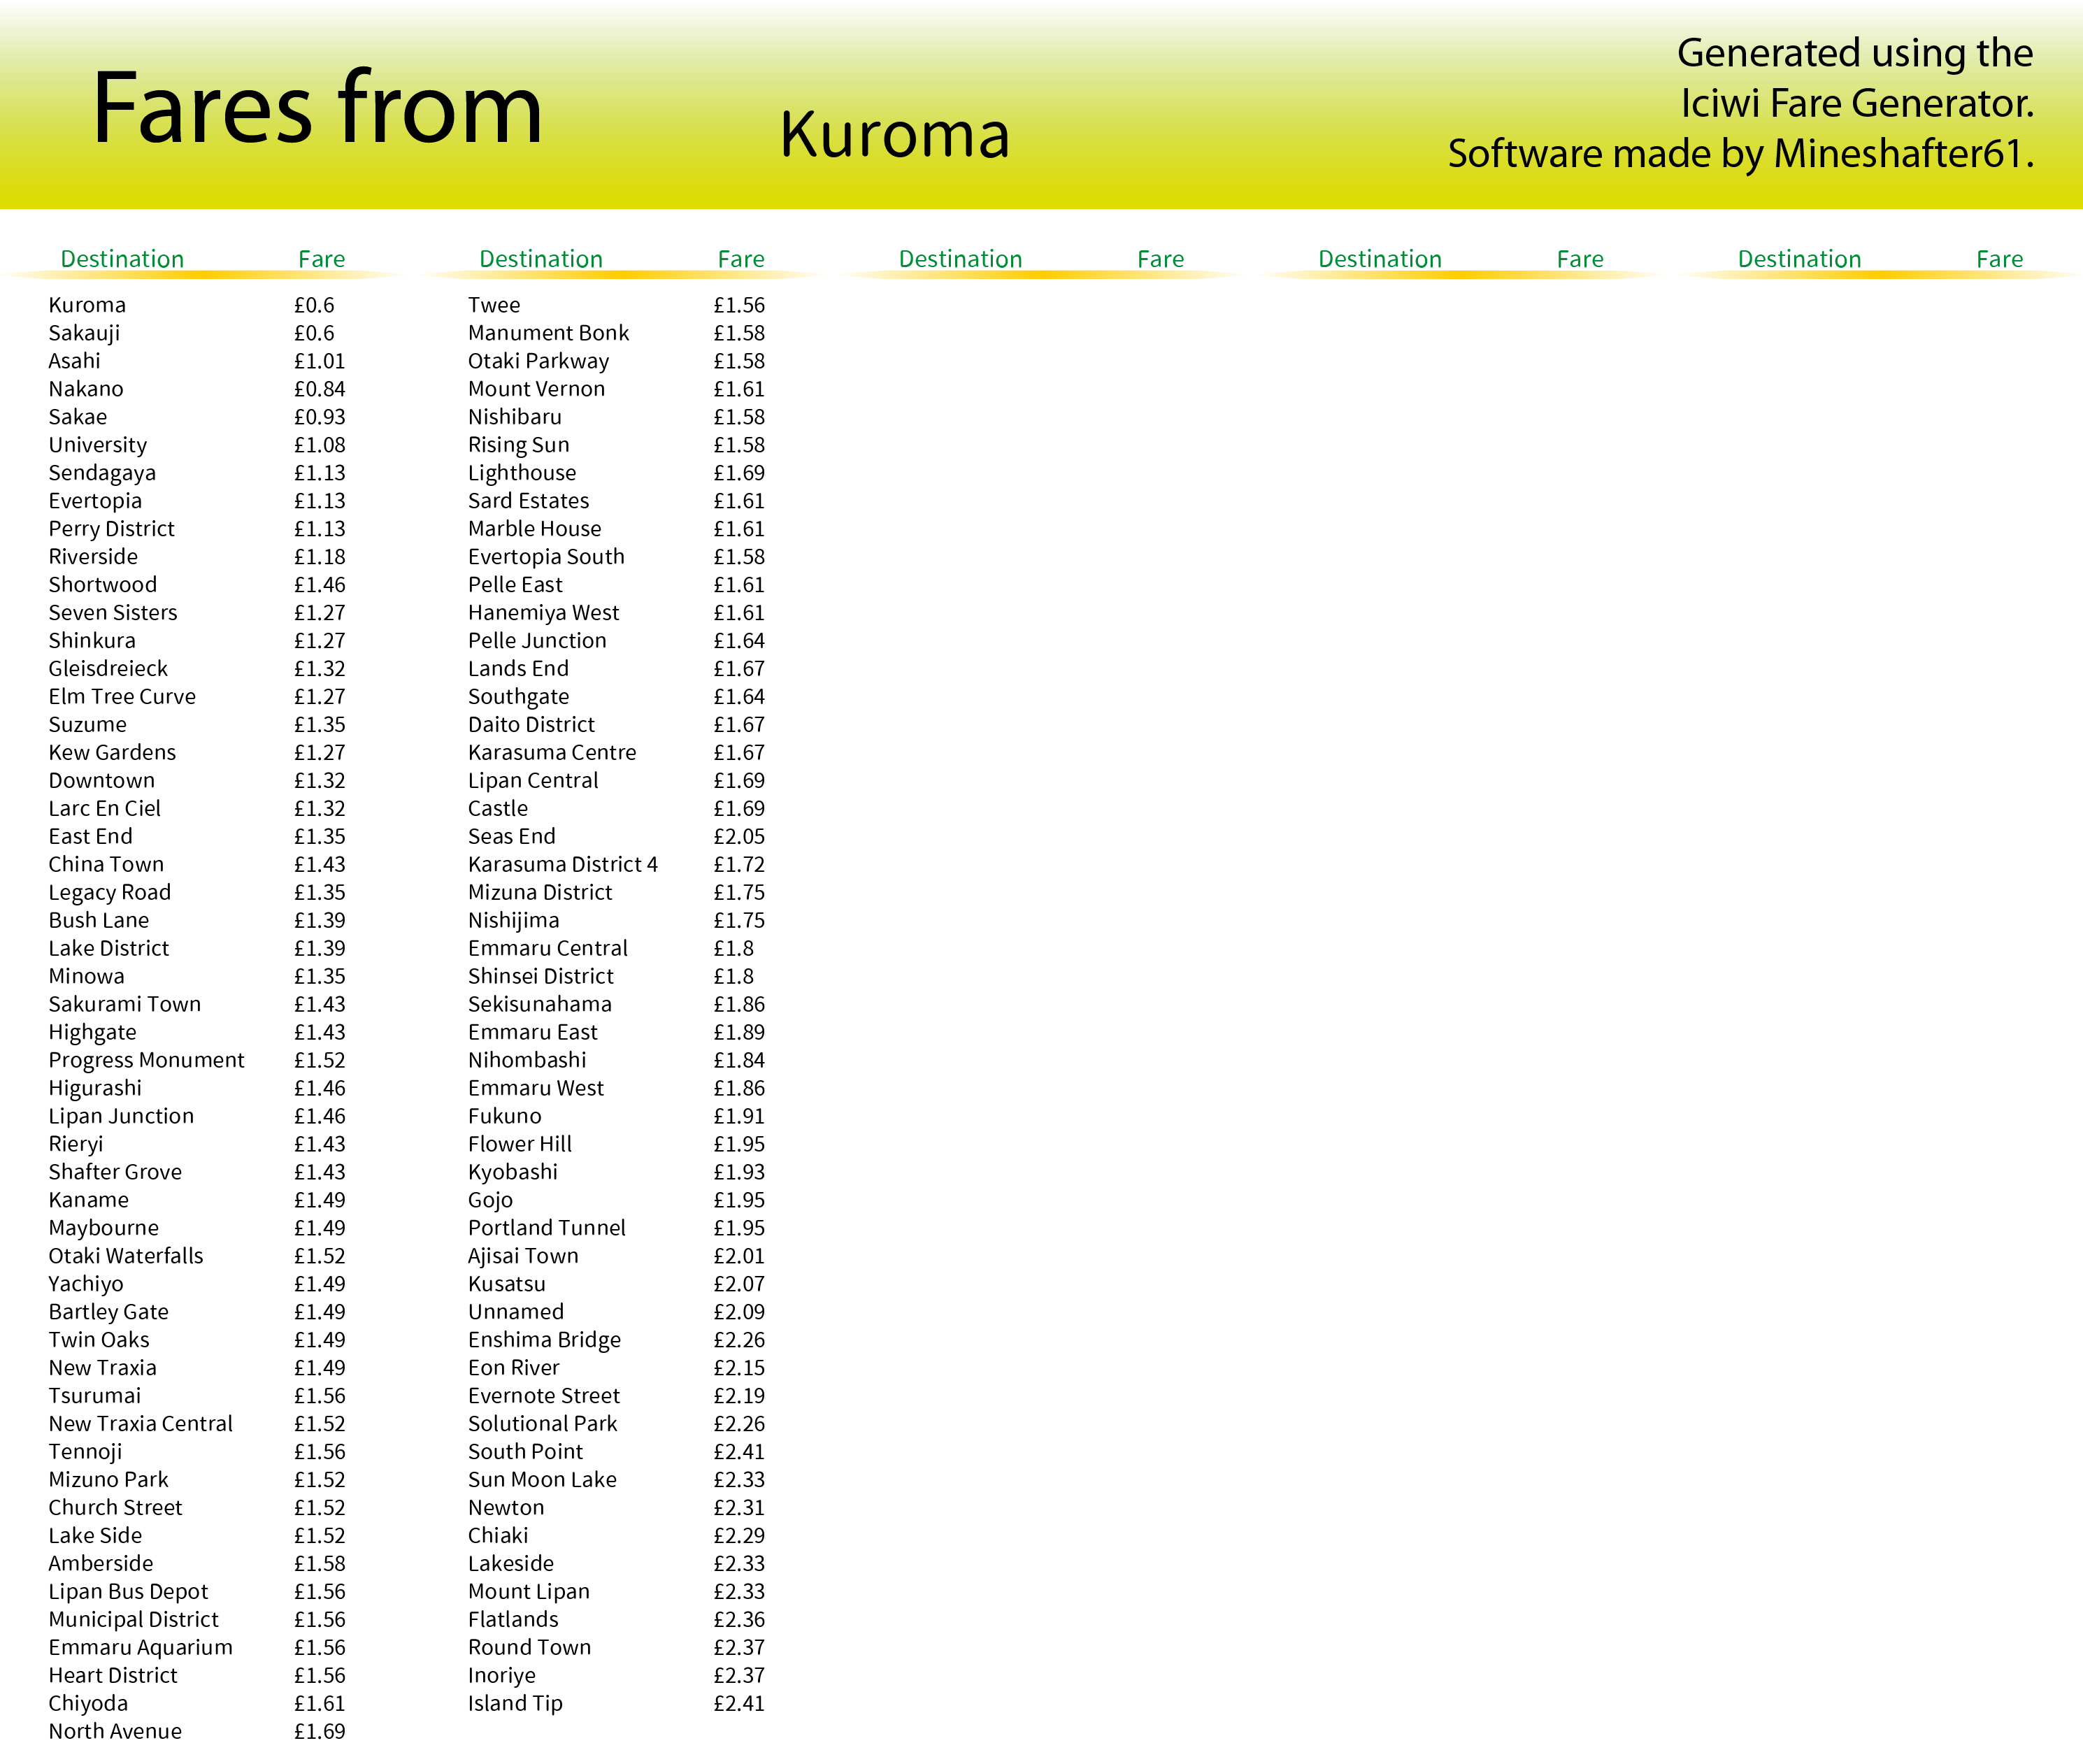 Fares from
Kuroma
Generated using the
Iciwi Fare Generator.
Software made by Mineshafter61.
Destination Fare Destination Fare Destination Fare Destination Fare Destination Fare
Kuroma £0.6
Sakauji £0.6
Asahi £1.01
Nakano £0.84
Sakae £0.93
University £1.08
Sendagaya £1.13
Evertopia £1.13
Perry District £1.13
Riverside £1.18
Shortwood £1.46
Seven Sisters £1.27
Shinkura £1.27
Gleisdreieck £1.32
Elm Tree Curve £1.27
Suzume £1.35
Kew Gardens £1.27
Downtown £1.32
Larc En Ciel £1.32
East End £1.35
China Town £1.43
Legacy Road £1.35
Bush Lane £1.39
Lake District £1.39
Minowa £1.35
Sakurami Town £1.43
Highgate £1.43
Progress Monument £1.52
Higurashi £1.46
Lipan Junction £1.46
Rieryi £1.43
Shafter Grove £1.43
Kaname £1.49
Maybourne £1.49
Otaki Waterfalls £1.52
Yachiyo £1.49
Bartley Gate £1.49
Twin Oaks £1.49
New Traxia £1.49
Tsurumai £1.56
New Traxia Central £1.52
Tennoji £1.56
Mizuno Park £1.52
Church Street £1.52
Lake Side £1.52
Amberside £1.58
Lipan Bus Depot £1.56
Municipal District £1.56
Emmaru Aquarium £1.56
Heart District £1.56
Chiyoda £1.61
North Avenue £1.69
Twee £1.56
Manument Bonk £1.58
Otaki Parkway £1.58
Mount Vernon £1.61
Nishibaru £1.58
Rising Sun £1.58
Lighthouse £1.69
Sard Estates £1.61
Marble House £1.61
Evertopia South £1.58
Pelle East £1.61
Hanemiya West £1.61
Pelle Junction £1.64
Lands End £1.67
Southgate £1.64
Daito District £1.67
Karasuma Centre £1.67
Lipan Central £1.69
Castle £1.69
Seas End £2.05
Karasuma District 4 £1.72
Mizuna District £1.75
Nishijima £1.75
Emmaru Central £1.8
Shinsei District £1.8
Sekisunahama £1.86
Emmaru East £1.89
Nihombashi £1.84
Emmaru West £1.86
Fukuno £1.91
Flower Hill £1.95
Kyobashi £1.93
Gojo £1.95
Portland Tunnel £1.95
Ajisai Town £2.01
Kusatsu £2.07
Unnamed £2.09
Enshima Bridge £2.26
Eon River £2.15
Evernote Street £2.19
Solutional Park £2.26
South Point £2.41
Sun Moon Lake £2.33
Newton £2.31
Chiaki £2.29
Lakeside £2.33
Mount Lipan £2.33
Flatlands £2.36
Round Town £2.37
Inoriye £2.37
Island Tip £2.41